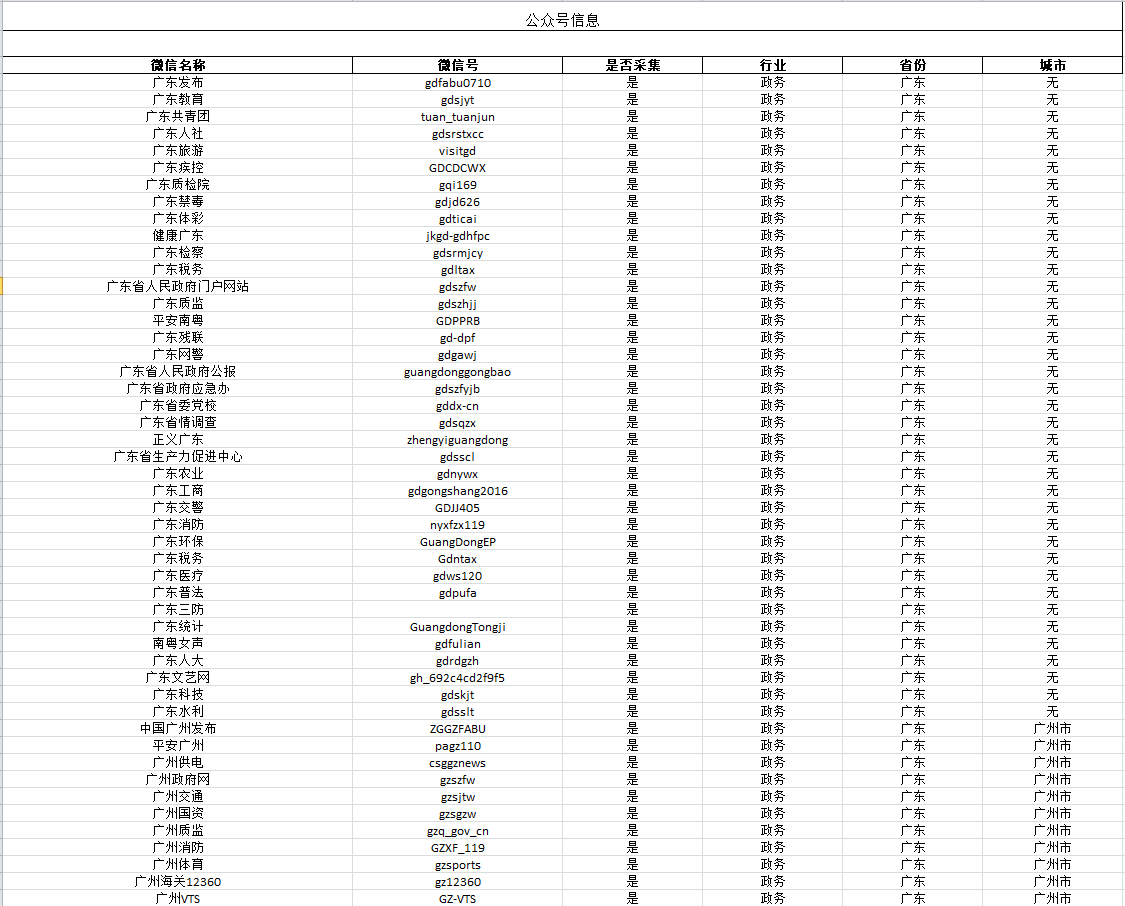 公众号信息
微信名称 微信号 是否采集 行业 省份 城市
广东发布 gdfabu0710 是 政务 广东 无
广东教育 gdsjyt 是 政务 广东 无
广东共青团 tuan_tuanjun 是 政务 广东 无
广东人社 gdsrstxcc 是 政务 广东 无
广东旅游 visitgd 是 政务 广东 无
广东疾控 GDCDCWX 是 政务 广东 无
广东质检院 gqi169 是 政务 广东 无
广东禁毒 gdjd626 是 政务 广东 无
广东体彩 gdticai 是 政务 广东 无
健康广东 jkgd-gdhfpc 是 政务 广东 无
广东检察 gdsrmjcy 是 政务 广东 无
广东税务 gdltax 是 政务 广东 无
广东省人民政府门户网站 gdszfw 是 政务 广东 无
广东质监 gdszhjj 是 政务 广东 无
平安南粤 GDPPRB 是 政务 广东 无
广东残联 gd-dpf 是 政务 广东 无
广东网警 gdgawj 是 政务 广东 无
广东省人民政府公报 guangdonggongbao 是 政务 广东 无
广东省政府应急办 gdszfyjb 是 政务 广东 无
广东省委党校 gddx-cn 是 政务 广东 无
广东省情调查 gdsqzx 是 政务 广东 无
正义广东 zhengyiguangdong 是 政务 广东 无
广东省生产力促进中心 gdsscl 是 政务 广东 无
广东农业 gdnywx 是 政务 广东 无
广东工商 gdgongshang2016 是 政务 广东 无
广东交警 GDJJ405 是 政务 广东 无
广东消防 nyxfzx119 是 政务 广东 无
广东环保 GuangDongEP 是 政务 广东 无
广东税务 Gdntax 是 政务 广东 无
广东医疗 gdws120 是 政务 广东 无
广东普法 gdpufa 是 政务 广东 无
广东三防 是 政务 广东 无
广东统计 GuangdongTongji 是 政务 广东 无
南粤女声 gdfulian 是 政务 广东 无
广东人大 gdrdgzh 是 政务 广东 无
广东文艺网 gh_692c4cd2f9f5 是 政务 广东 无
广东科技 gdskjt 是 政务 广东 无
广东水利 gdsslt 是 政务 广东 无
中国广州发布 ZGGZFABU 是 政务 广东 广州市
平安广州 pagz110 是 政务 广东 广州市
广州供电 csggznews 是 政务 广东 广州市
广州政府网 gzszfw 是 政务 广东 广州市
广州交通 gzsjtw 是 政务 广东 广州市
广州国资 gzsgzw 是 政务 广东 广州市
广州质监 gzq_gov_cn 是 政务 广东 广州市
广州消防 GZXF_119 是 政务 广东 广州市
广州体育 gzsports 是 政务 广东 广州市
广州海关12360 gz12360 是 政务 广东 广州市
广州VTS GZ-VTS 是 政务 广东 广州市